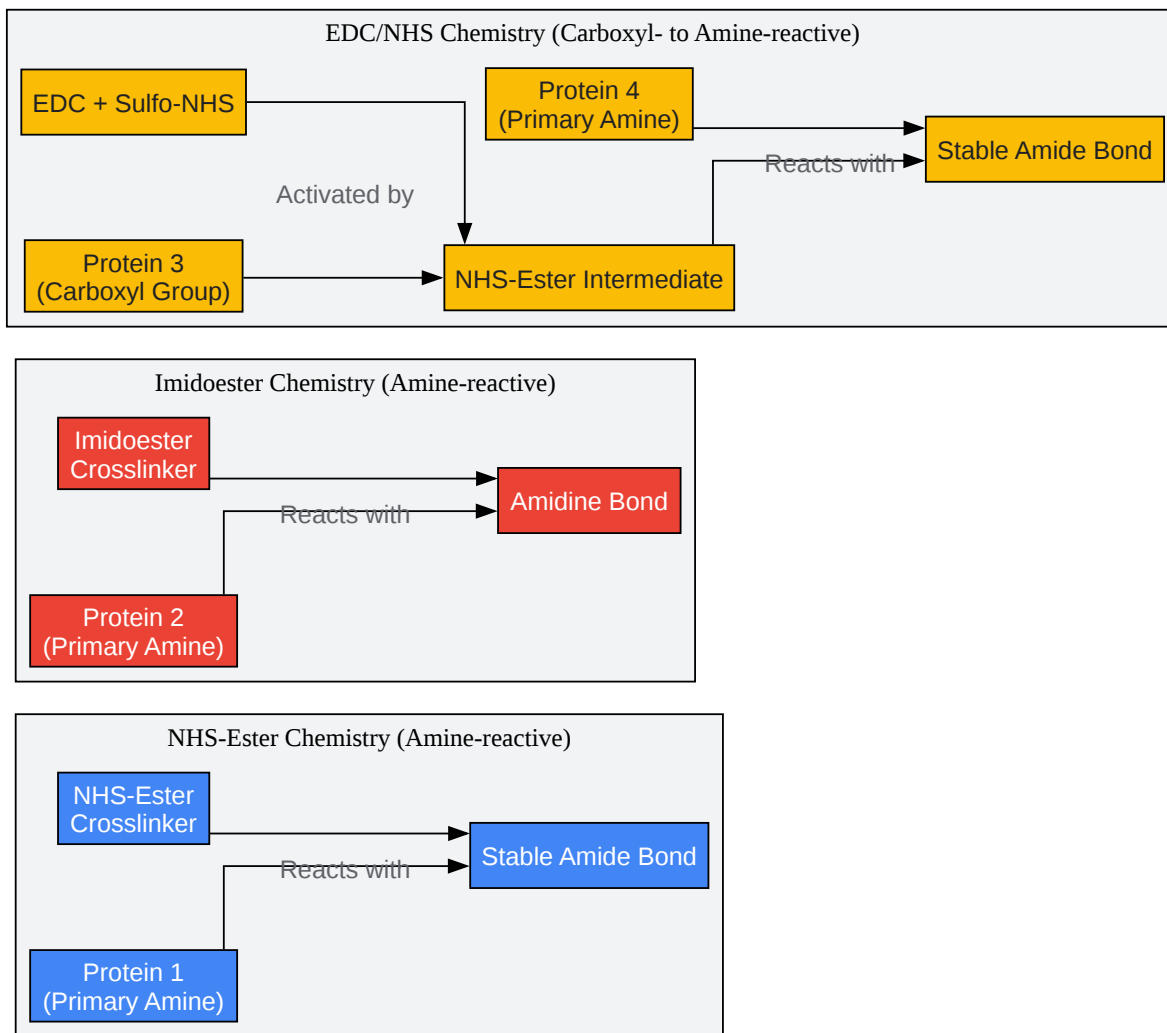 EDC/NHS Chemistry (Carboxyl- to Amine-reactive)
EDC + Sulfo-NHS
Protein 4
(Primary Amine)
Stable Amide Bond
Reacts with
Activated by
Protein 3
(Carboxyl Group)
NHS-Ester Intermediate
Imidoester Chemistry (Amine-reactive)
Imidoester
Crosslinker
Amidine Bond
Reacts with
Protein 2
(Primary Amine)
NHS-Ester Chemistry (Amine-reactive)
NHS-Ester
Crosslinker
Stable Amide Bond
Reacts with
Protein 1
(Primary Amine)